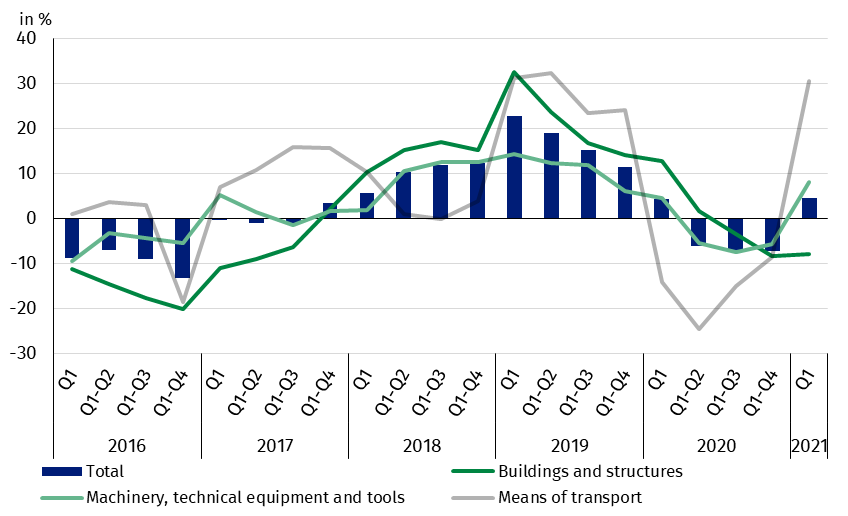 in %
40
30
20
10
0
-10
-20
-30
Q1 Q1-Q2 Q1-Q3 Q1-Q4 Q1 Q1-Q2 Q1-Q3 Q1-Q4 Q1 Q1-Q2 Q1-Q3 Q1-Q4 Q1 Q1-Q2 Q1-Q3 Q1-Q4 Q1 Q1-Q2 Q1-Q3 Q1-Q4 Q1
2016 2017 2018 2019 2020 2021
Total Buildings and structures
Machinery, technical equipment and tools Means of transport